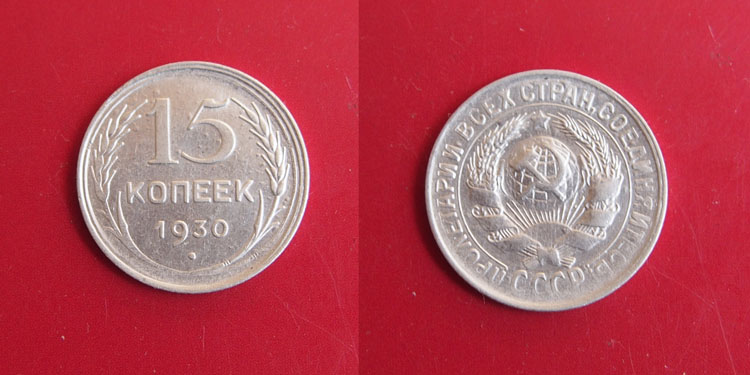 15
КОПЕЕК
1930
ПРОЛЕТАРИИ ВСЕХ СТРАН, СОЕДИНЯЙТЕСЬ!
СССР